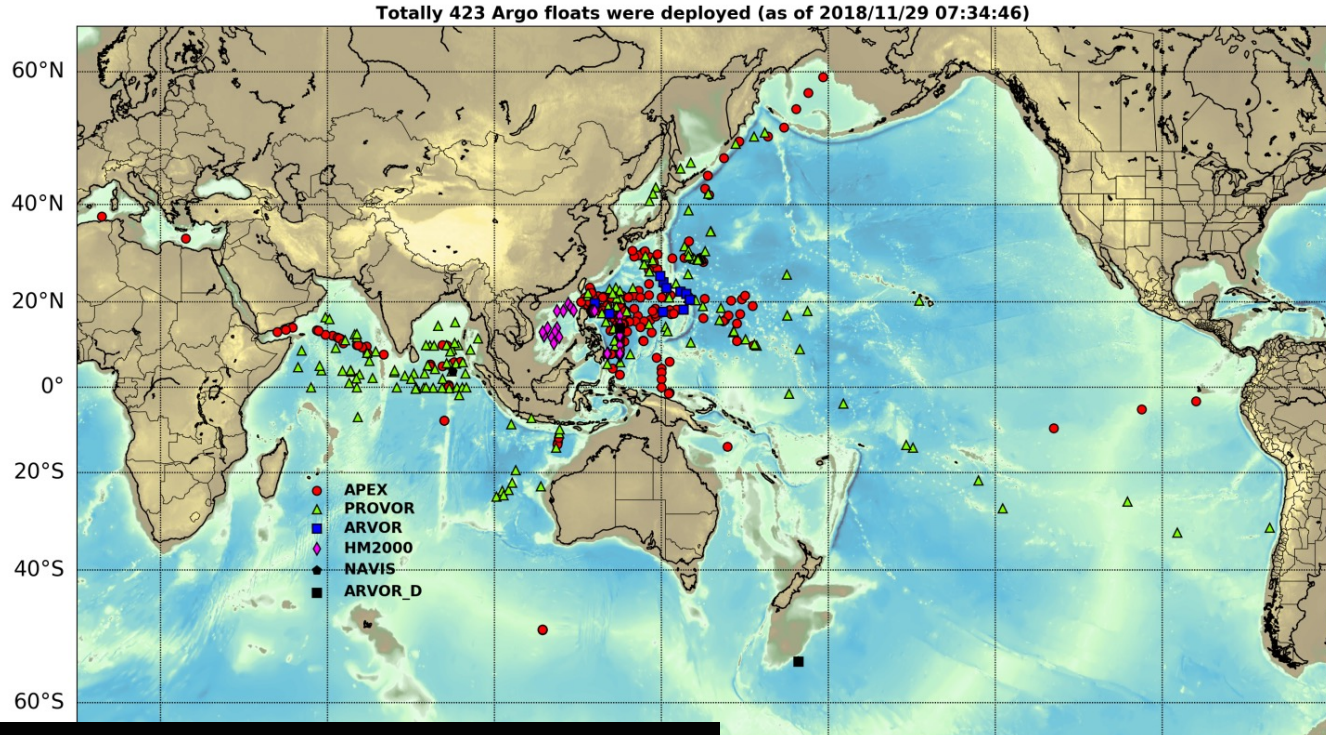 Totally 423 Argo floats were deployed (as of 2018/11/29 07:34:46)
60°N
40°N
20°N
0°
20°S
40°S
60°S
APEX
PROVOR
ARVOR
HM2000
NAVIS
ARVOR_D